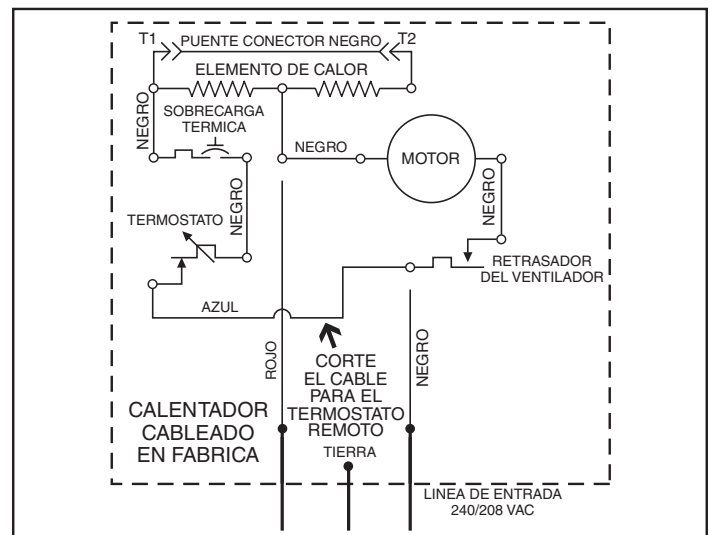 T1
PUENTE CONECTOR NEGRO
T2
ELEMENTO DE CALOR
NEGRO
SOBRECARGA
TERMICA
NEGRO
MOTOR
NEGRO
NEGRO
TERMOSTATO
RETRASADOR
DEL VENTILADOR
AZUL
ROJO
CORTE
EL CABLE
PARA EL
TERMOSTATO
REMOTO
NEGRO
CALENTADOR
CABLEADO
EN FABRICA
TIERRA
LINEA DE ENTRADA
240/208 VAC